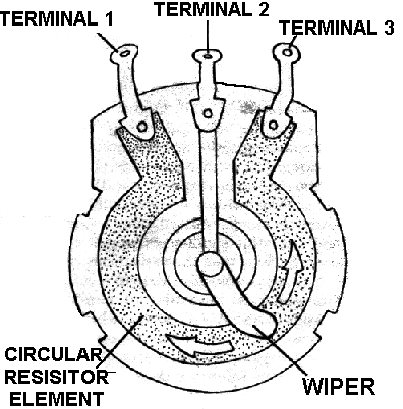 TERMINAL 1
TERMINAL 2
TERMINAL 3
CIRCULAR
RESISITOR
ELEMENT
WIPER